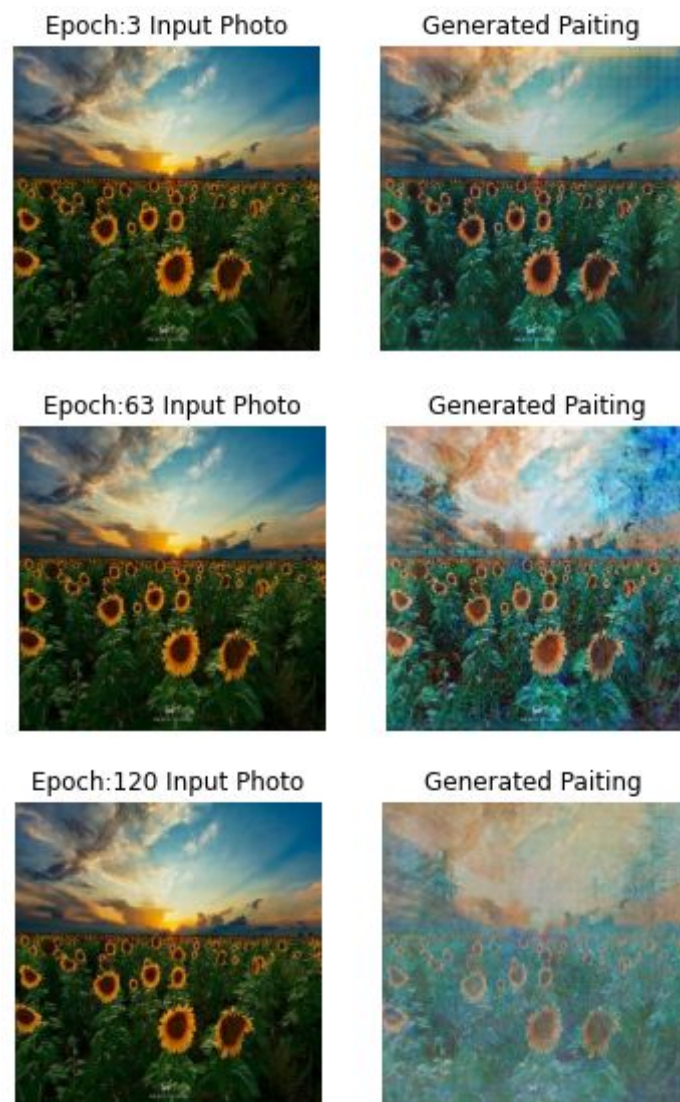 Epoch:3 Input Photo
Generated Paiting
Epoch:63 Input Photo
Generated Paiting
Epoch:120 Input Photo
Generated Paiting